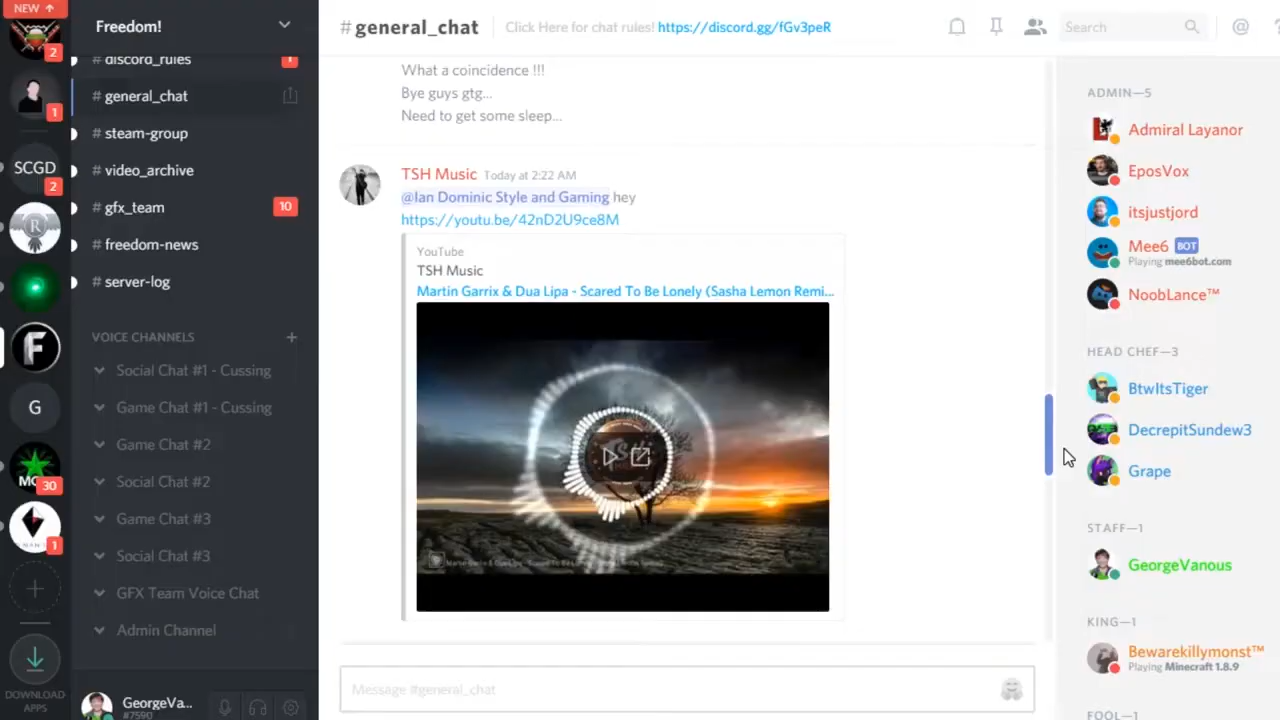 NEW ↑
2
1
SCGD
2
R
F
G
MC
30
1
+
DOWNLOAD
APPS
Freedom!
# discord_rules
1
# general_chat
# steam-group
# video_archive
# gfx_team
10
# freedom-news
# server-log
VOICE CHANNELS +
Social Chat #1 - Cussing
Game Chat #1 - Cussing
Game Chat #2
Social Chat #2
Game Chat #3
Social Chat #3
GFX Team Voice Chat
Admin Channel
GeorgeVa...
#7590
#general_chat
Click Here for chat rules! https://discord.gg/fGv3peR
Search
@
?
What a coincidence !!!
Bye guys gtg...
Need to get some sleep...
TSH Music Today at 2:22 AM
@Ian Dominic Style and Gaming hey
https://youtu.be/42nD2U9ce8M
YouTube
TSH Music
Martin Garrix & Dua Lipa - Scared To Be Lonely (Sasha Lemon Remi...
Message #general_chat
ADMIN—5
Admiral Layanor
EposVox
itsjustjord
Mee6 BOT
Playing mee6bot.com
NoobLance™
HEAD CHEF—3
BtwItsTiger
DecrepitSundew3
Grape
STAFF—1
GeorgeVanous
KING—1
Bewarekillymonst™
Playing Minecraft 1.8.9
FOOL—1